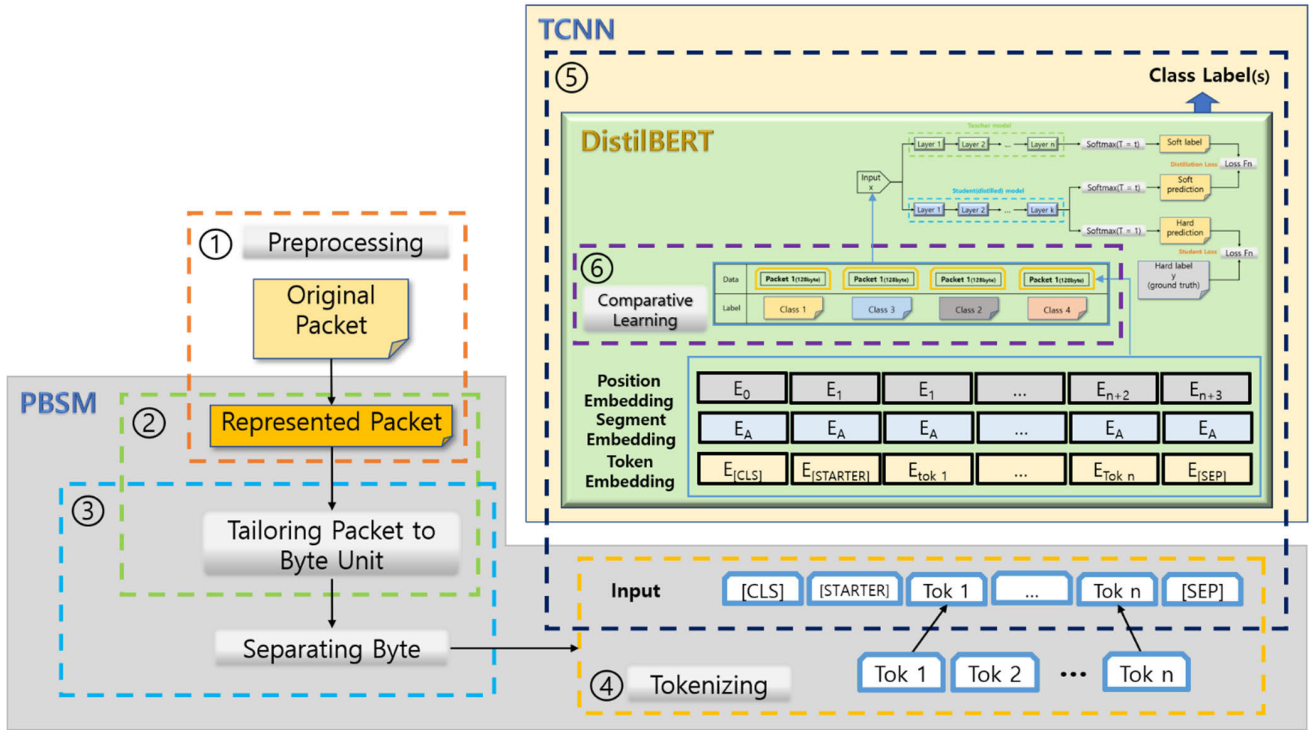 TCNN
⑤
Class Label(s)
DistilBERT
Teacher model
Layer 1
Layer 2
...
Layer n
Softmax(T = t)
Soft label
Distillation Loss
Loss Fn
Input
x
Student(distilled) model
Layer 1
Layer 2
...
Layer k
Softmax(T = t)
Soft
prediction
Softmax(T = 1)
Hard
prediction
Student Loss
Loss Fn
Hard label
y
(ground truth)
⑥
Comparative
Learning
Data
Packet 1(128byte)
Packet 1(128byte)
Packet 1(128byte)
Packet 1(128byte)
Label
Class 1
Class 3
Class 2
Class 4
Position
Embedding
E0
E1
E1
...
En+2
En+3
Segment
Embedding
EA
EA
EA
...
EA
EA
Token
Embedding
E[CLS]
E[STARTER]
Etok 1
...
ETok n
E[SEP]
①
Preprocessing
Original
Packet
PBSM
②
Represented Packet
③
Tailoring Packet to
Byte Unit
Separating Byte
Input
[CLS]
[STARTER]
Tok 1
...
Tok n
[SEP]
④
Tokenizing
Tok 1
Tok 2
...
Tok n